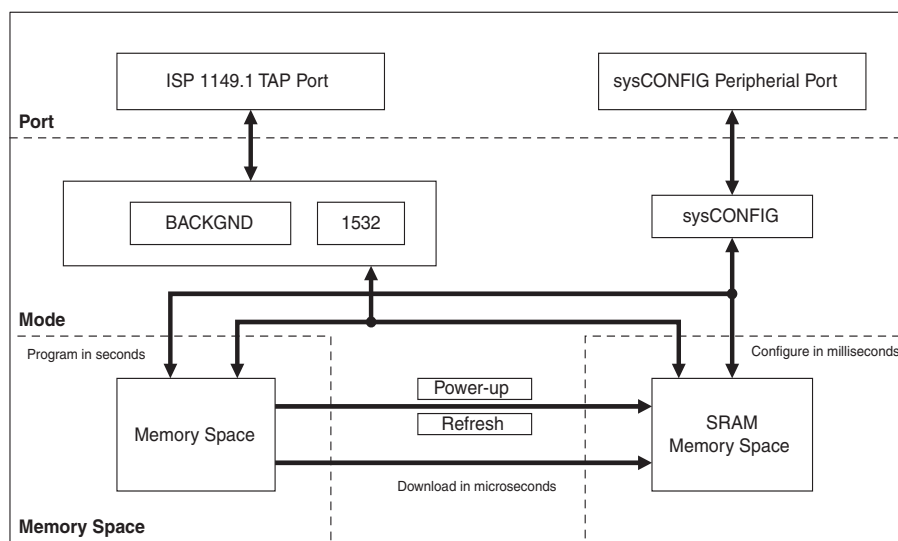 ISP 1149.1 TAP Port
sysCONFIG Peripherial Port
Port
BACKGND
1532
sysCONFIG
Mode
Program in seconds
Configure in milliseconds
Power-up
Memory Space
Refresh
SRAM
Memory Space
Download in microseconds
Memory Space